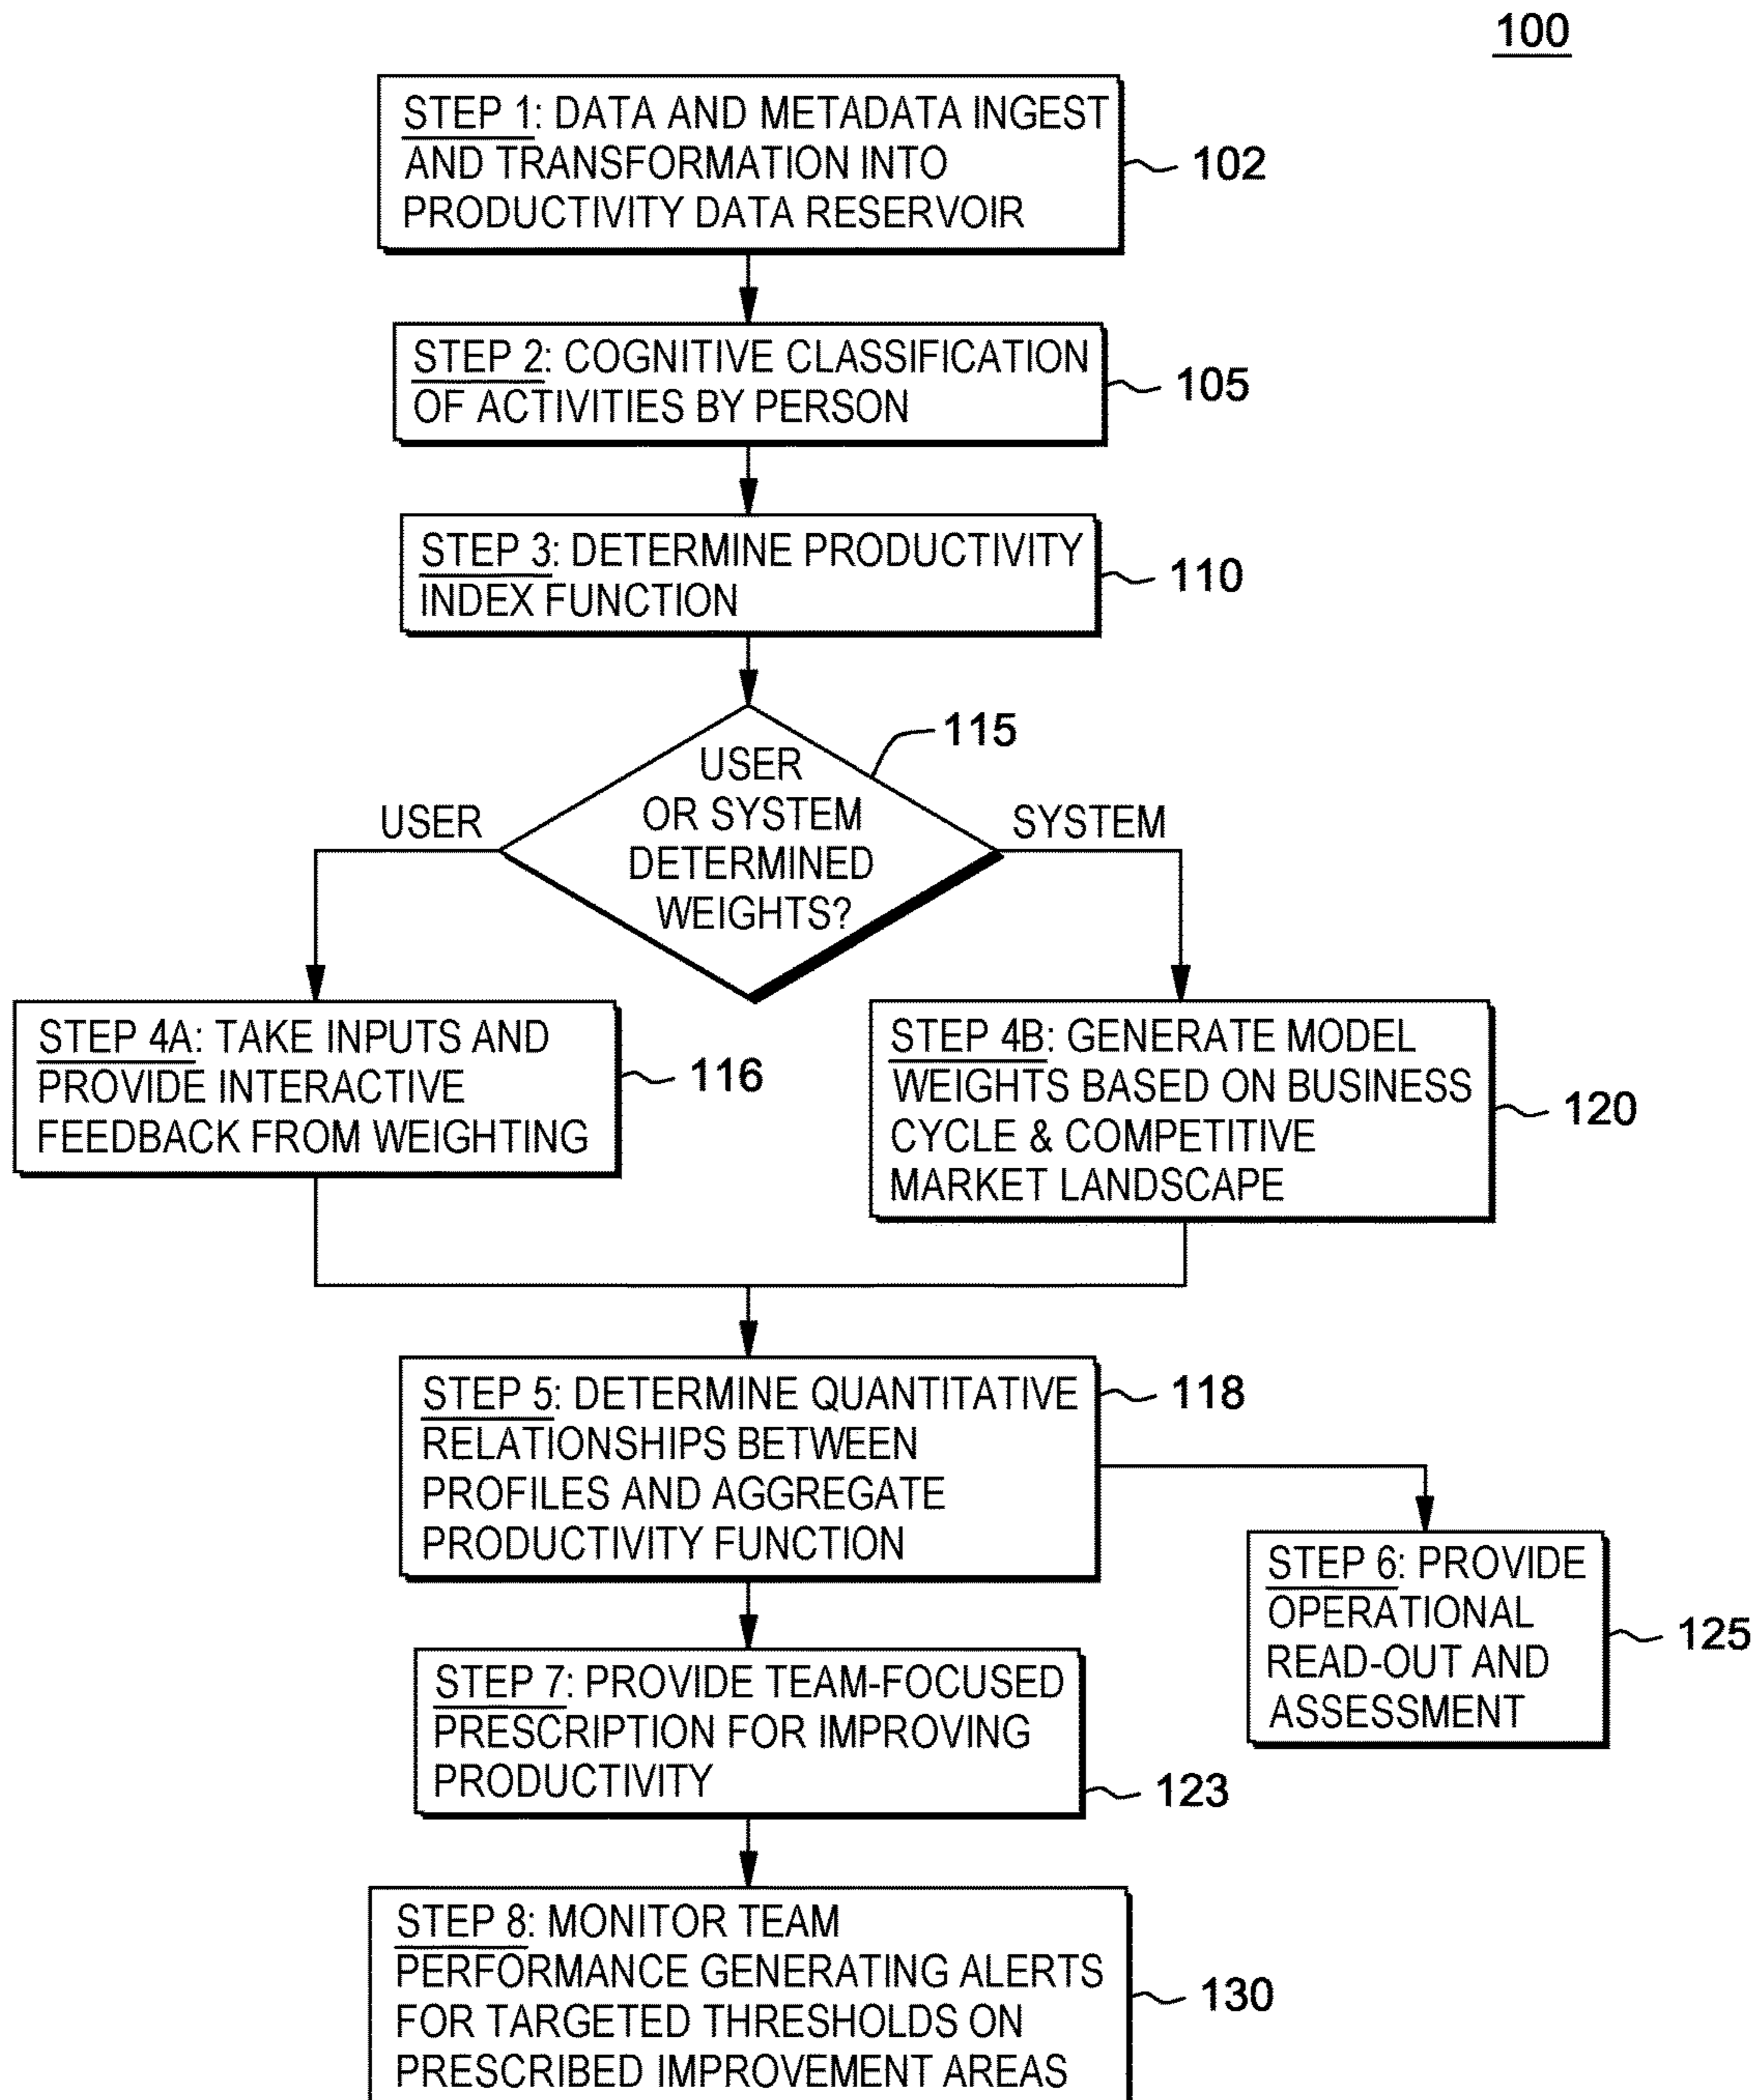 100
STEP 1: DATA AND METADATA INGEST
AND TRANSFORMATION INTO
PRODUCTIVITY DATA RESERVOIR
102
STEP 2: COGNITIVE CLASSIFICATION
OF ACTIVITIES BY PERSON
105
STEP 3: DETERMINE PRODUCTIVITY
INDEX FUNCTION
110
115
USER
OR SYSTEM
DETERMINED
WEIGHTS?
USER
SYSTEM
STEP 4A: TAKE INPUTS AND
PROVIDE INTERACTIVE
FEEDBACK FROM WEIGHTING
116
STEP 4B: GENERATE MODEL
WEIGHTS BASED ON BUSINESS
CYCLE & COMPETITIVE
MARKET LANDSCAPE
120
STEP 5: DETERMINE QUANTITATIVE
RELATIONSHIPS BETWEEN
PROFILES AND AGGREGATE
PRODUCTIVITY FUNCTION
118
STEP 6: PROVIDE
OPERATIONAL
READ-OUT AND
ASSESSMENT
125
STEP 7: PROVIDE TEAM-FOCUSED
PRESCRIPTION FOR IMPROVING
PRODUCTIVITY
123
STEP 8: MONITOR TEAM
PERFORMANCE GENERATING ALERTS
FOR TARGETED THRESHOLDS ON
PRESCRIBED IMPROVEMENT AREAS
130